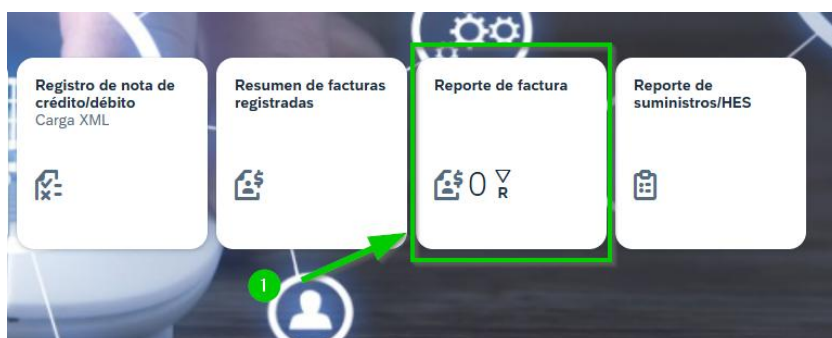 Registro de nota de
crédito/débito
Carga XML
Resumen de facturas
registradas
Reporte de factura
0 R
Reporte de
suministros/HES
1